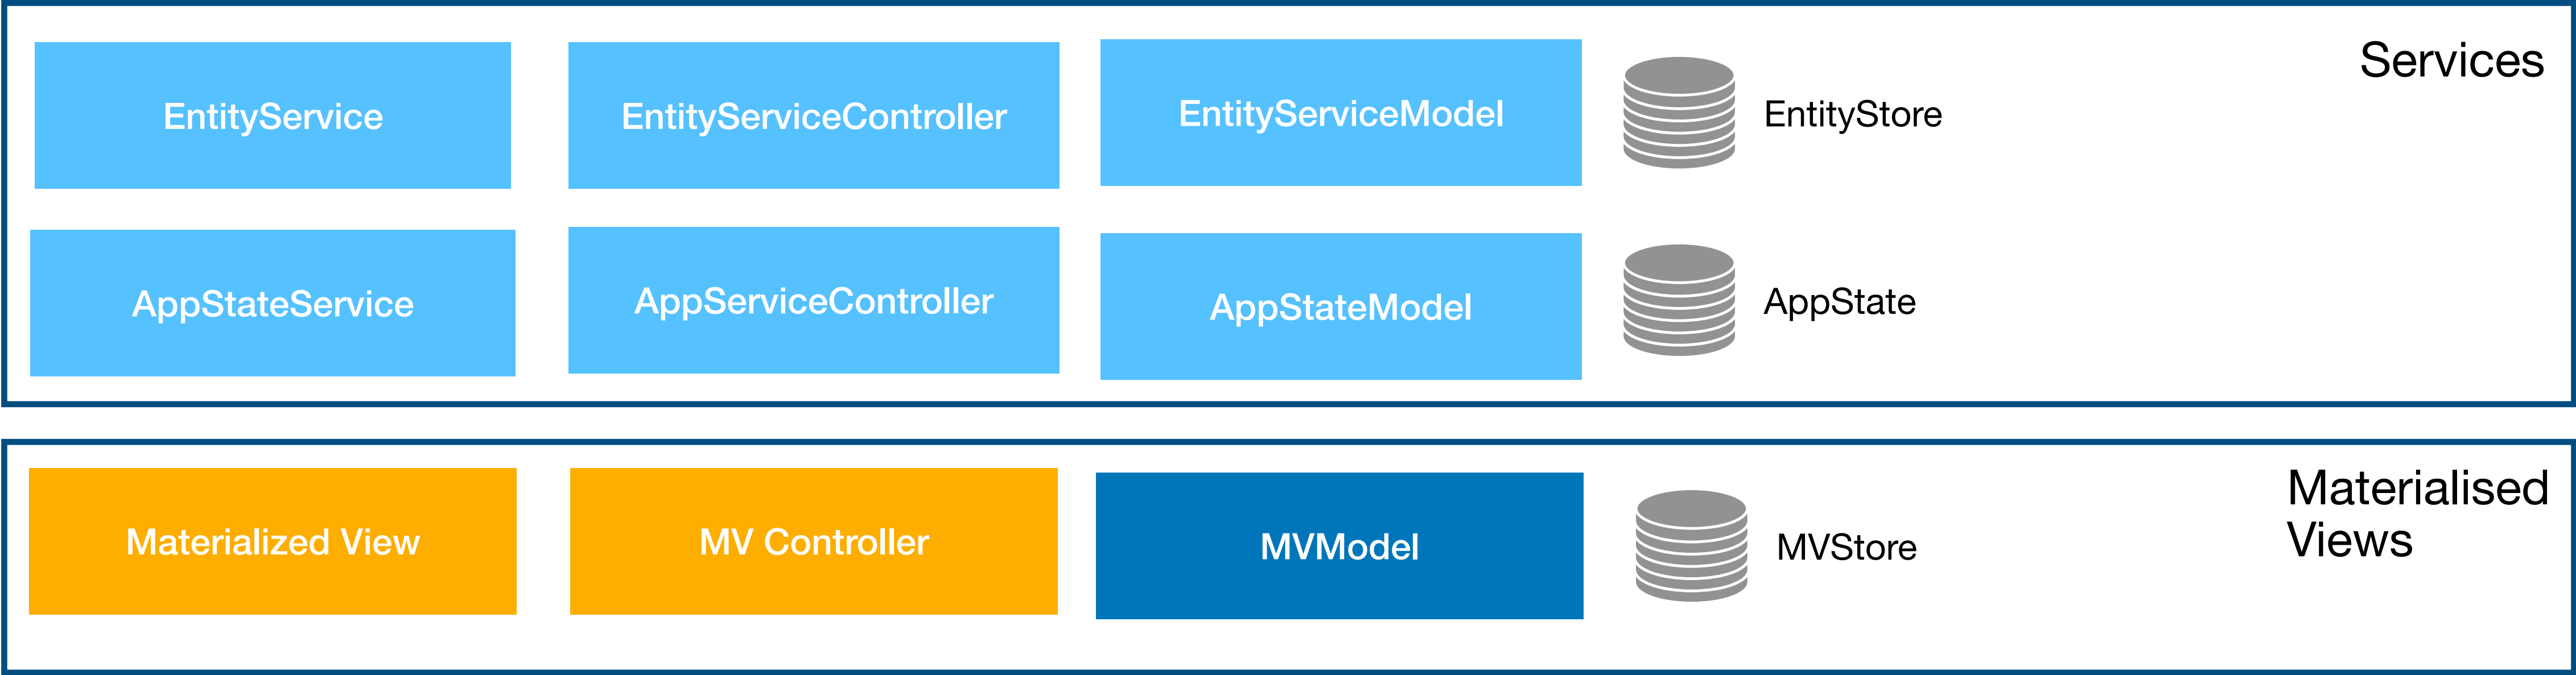 Services
EntityService
EntityServiceController
EntityServiceModel
EntityStore
AppStateService
AppServiceController
AppStateModel
AppState
Materialised
Views
Materialized View
MV Controller
MVModel
MVStore